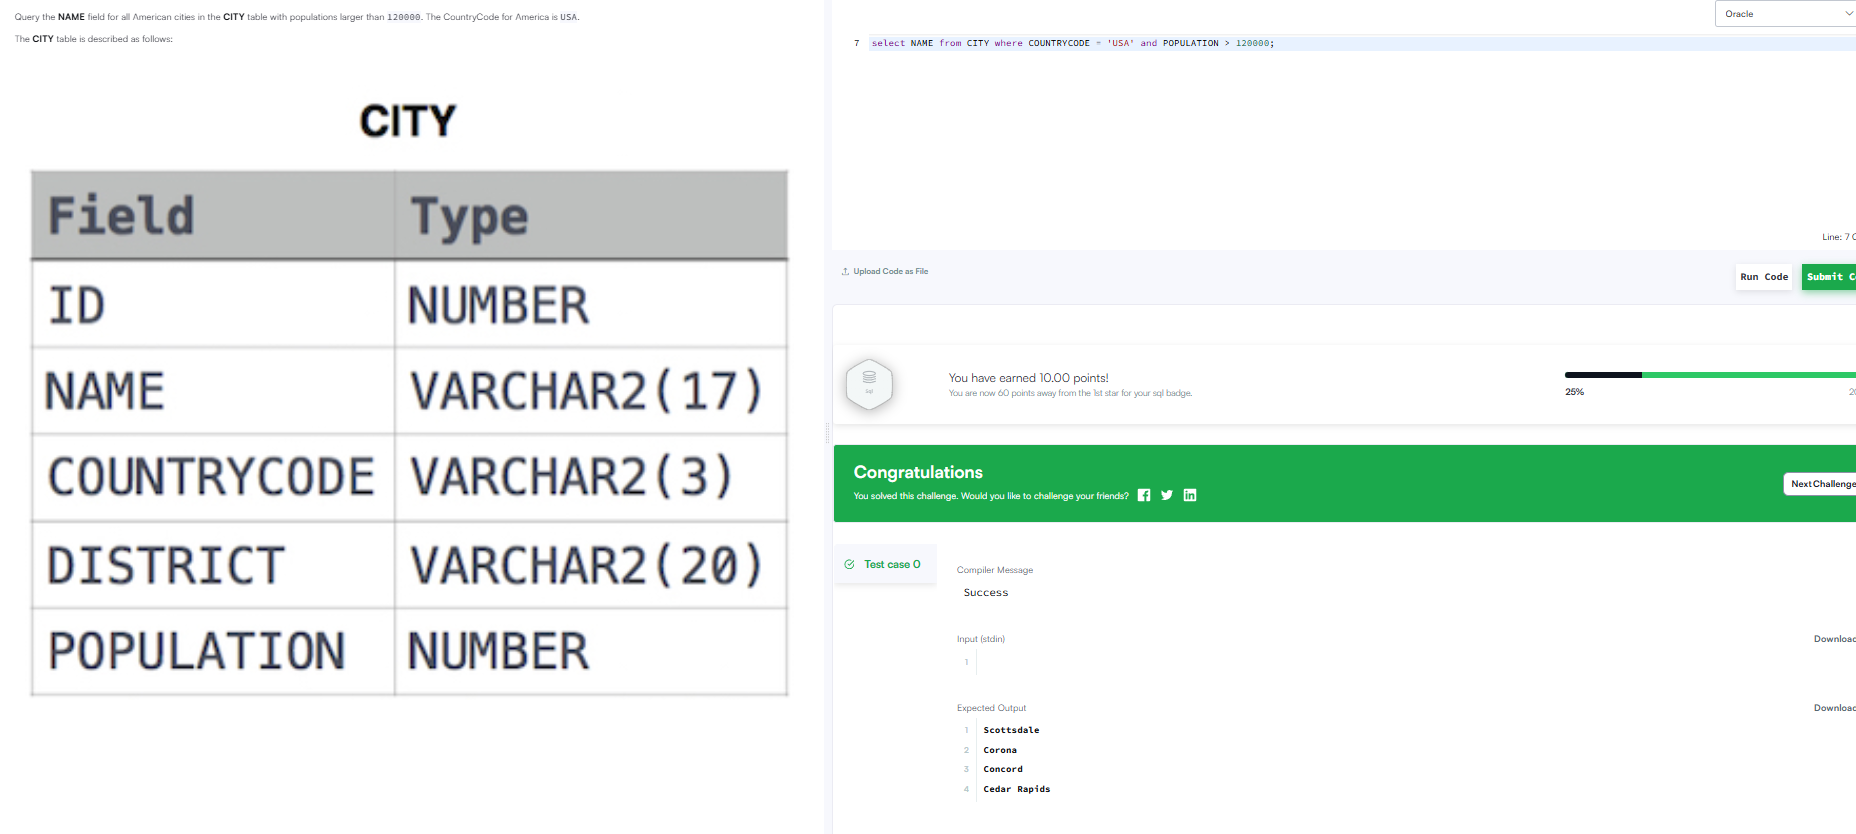 Query the NAME field for all American cities in the CITY table with populations larger than 120000. The CountryCode for America is USA.
The CITY table is described as follows:
CITY
Field Type
ID NUMBER
NAME VARCHAR2(17)
COUNTRYCODE VARCHAR2(3)
DISTRICT VARCHAR2(20)
POPULATION NUMBER
Oracle
7 select NAME from CITY where COUNTRYCODE = 'USA' and POPULATION > 120000;
Line: 7 C
Upload Code as File
Run Code
Submit C
sql
You have earned 10.00 points!
You are now 60 points away from the 1st star for your sql badge.
25%
20
Congratulations
You solved this challenge. Would you like to challenge your friends?
Next Challenge
Test case 0
Compiler Message
Success
Input (stdin)
Download
1
Expected Output
Download
1 Scottsdale
2 Corona
3 Concord
4 Cedar Rapids